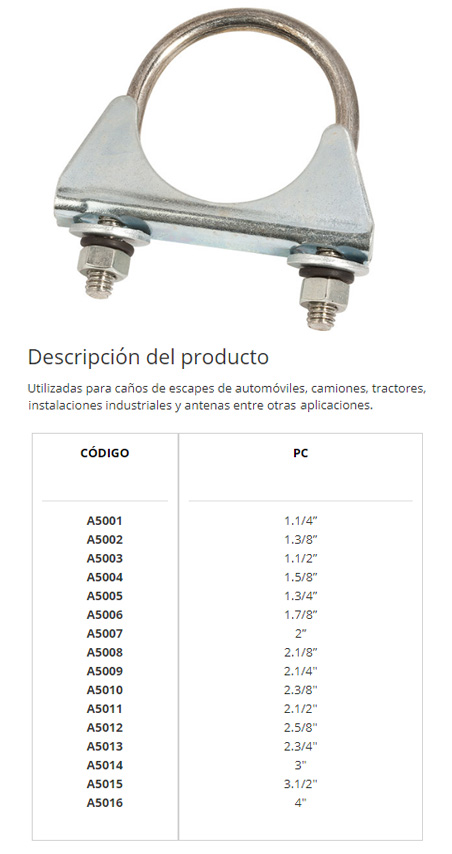 Descripción del producto
Utilizadas para caños de escapes de automóviles, camiones, tractores,
instalaciones industriales y antenas entre otras aplicaciones.
CÓDIGO PC
A5001 1.1/4”
A5002 1.3/8”
A5003 1.1/2”
A5004 1.5/8”
A5005 1.3/4”
A5006 1.7/8”
A5007 2”
A5008 2.1/8”
A5009 2.1/4"
A5010 2.3/8"
A5011 2.1/2"
A5012 2.5/8"
A5013 2.3/4"
A5014 3"
A5015 3.1/2"
A5016 4"